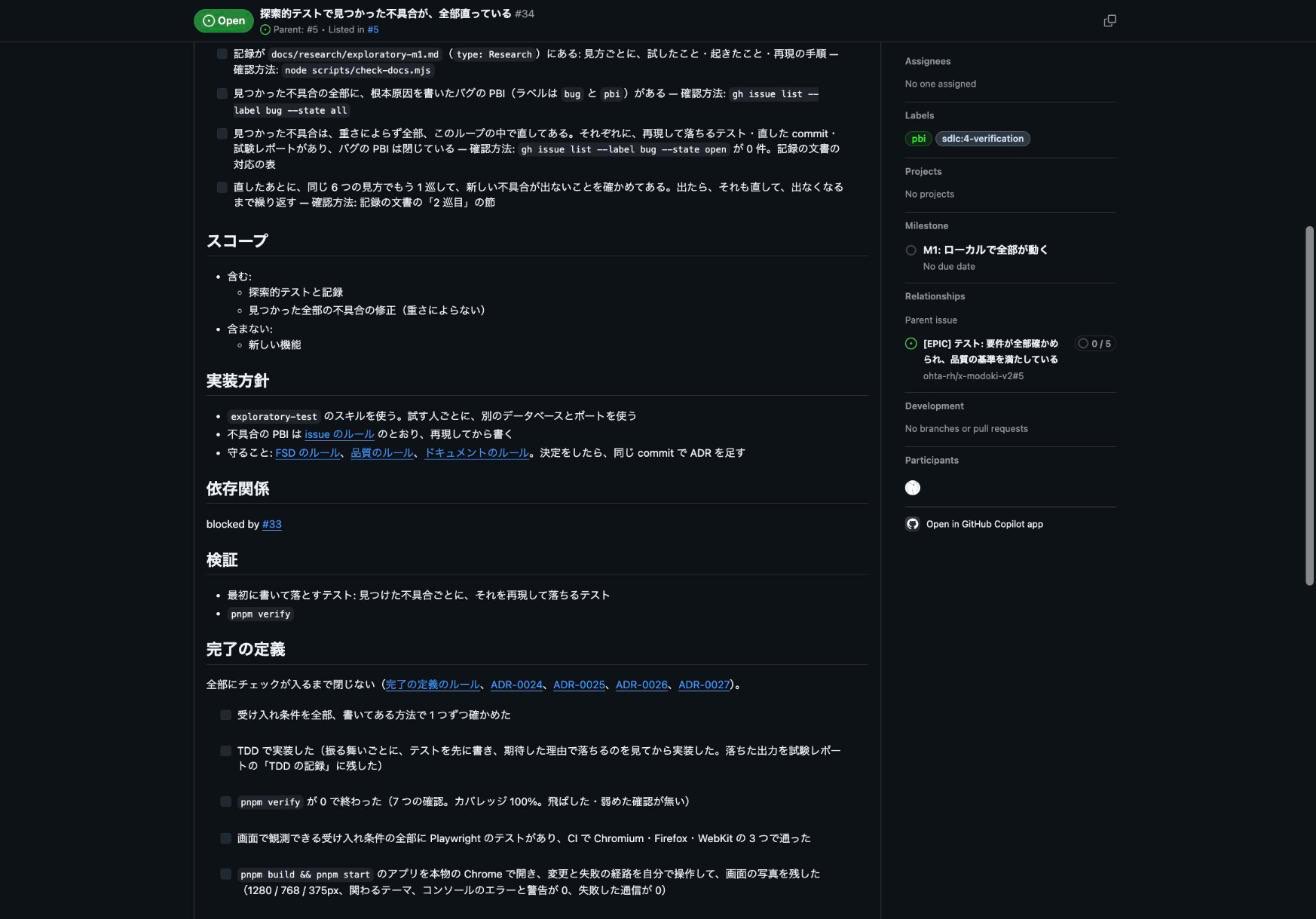 Open
探索的テストで見つかった不具合が、全部直っている #34
Parent: #5 • Listed in #5
記録が docs/research/exploratory-m1.md（type: Research）にある: 見方ごとに、試したこと・起きたこと・再現の手順 —
確認方法: node scripts/check-docs.mjs
見つかった不具合の全部に、根本原因を書いたバグの PBI（ラベルは bug と pbi）がある — 確認方法: gh issue list --
label bug --state all
見つかった不具合は、重さによらず全部、このループの中で直してある。それぞれに、再現して落ちるテスト・直した commit・
試験レポートがあり、バグの PBI は閉じている — 確認方法: gh issue list --label bug --state open が 0 件。記録の文書の
対応の表
直したあとに、同じ 6 つの見方でもう 1 巡して、新しい不具合が出ないことを確かめてある。出たら、それも直して、出なくなる
まで繰り返す — 確認方法: 記録の文書の「2 巡目」の節
スコープ
• 含む:
◦ 探索的テストと記録
◦ 見つかった全部の不具合の修正（重さによらない）
• 含まない:
◦ 新しい機能
実装方針
• exploratory-test のスキルを使う。試す人ごとに、別のデータベースとポートを使う
• 不具合の PBI は issue のルール のとおり、再現してから書く
• 守ること: FSD のルール、品質のルール、ドキュメントのルール。決定をしたら、同じ commit で ADR を足す
依存関係
blocked by #33
検証
• 最初に書いて落とすテスト: 見つけた不具合ごとに、それを再現して落ちるテスト
• pnpm verify
完了の定義
全部にチェックが入るまで閉じない（完了の定義のルール、ADR-0024、ADR-0025、ADR-0026、ADR-0027）。
受け入れ条件を全部、書いてある方法で 1 つずつ確かめた
TDD で実装した（振る舞いごとに、テストを先に書き、期待した理由で落ちるのを見てから実装した。落ちた出力を試験レポー
トの「TDD の記録」に残した）
pnpm verify が 0 で終わった（7 つの確認。カバレッジ 100%。飛ばした・弱めた確認が無い）
画面で観測できる受け入れ条件の全部に Playwright のテストがあり、CI で Chromium・Firefox・WebKit の 3 つで通った
pnpm build && pnpm start のアプリを本物の Chrome で開き、変更と失敗の経路を自分で操作して、画面の写真を残した
（1280 / 768 / 375px、関わるテーマ、コンソールのエラーと警告が 0、失敗した通信が 0）
Assignees
No one assigned
Labels
pbi sdlc:4-verification
Projects
No projects
Milestone
M1: ローカルで全部が動く
No due date
Relationships
Parent issue
[EPIC] テスト: 要件が全部確かめ 0 / 5
られ、品質の基準を満たしている
ohta-rh/x-modoki-v2#5
Development
No branches or pull requests
Participants
Open in GitHub Copilot app